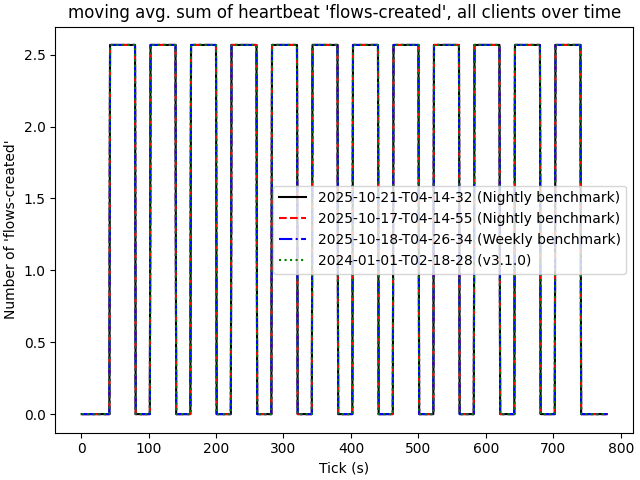 moving avg. sum of heartbeat 'flows-created', all clients over time
Number of 'flows-created'
2.5
2.0
1.5
1.0
0.5
0.0
2025-10-21-T04-14-32 (Nightly benchmark)
2025-10-17-T04-14-55 (Nightly benchmark)
2025-10-18-T04-26-34 (Weekly benchmark)
2024-01-01-T02-18-28 (v3.1.0)
0 100 200 300 400 500 600 700 800
Tick (s)